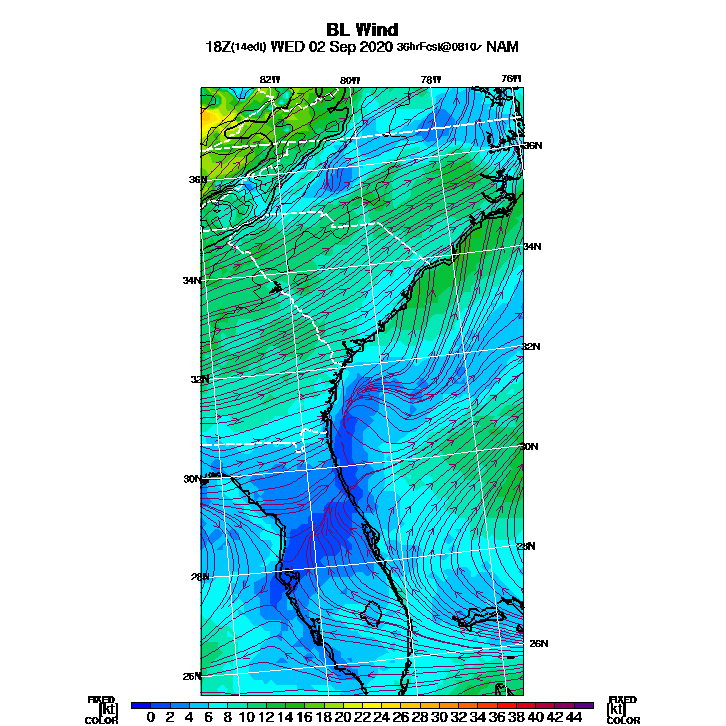 BL Wind
18Z(14edt) WED 02 Sep 2020 36hrFcst@0810z NAM
82W 80W 78W 76W
36N
36N
34N
34N
32N
32N
30N
30N
28N
28N
26N
26N
FIXED FIXED
[kt] 0 2 4 6 8 10 12 14 16 18 20 22 24 26 28 30 32 34 36 38 40 42 44 [kt]
COLOR COLOR